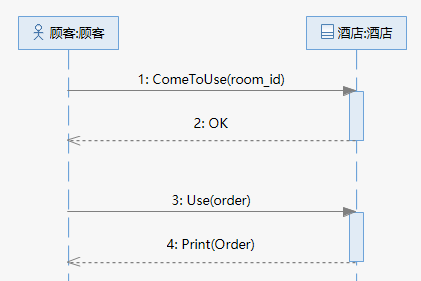 顾客:顾客
酒店:酒店
1: ComeToUse(room_id)
2: OK
3: Use(order)
4: Print(Order)